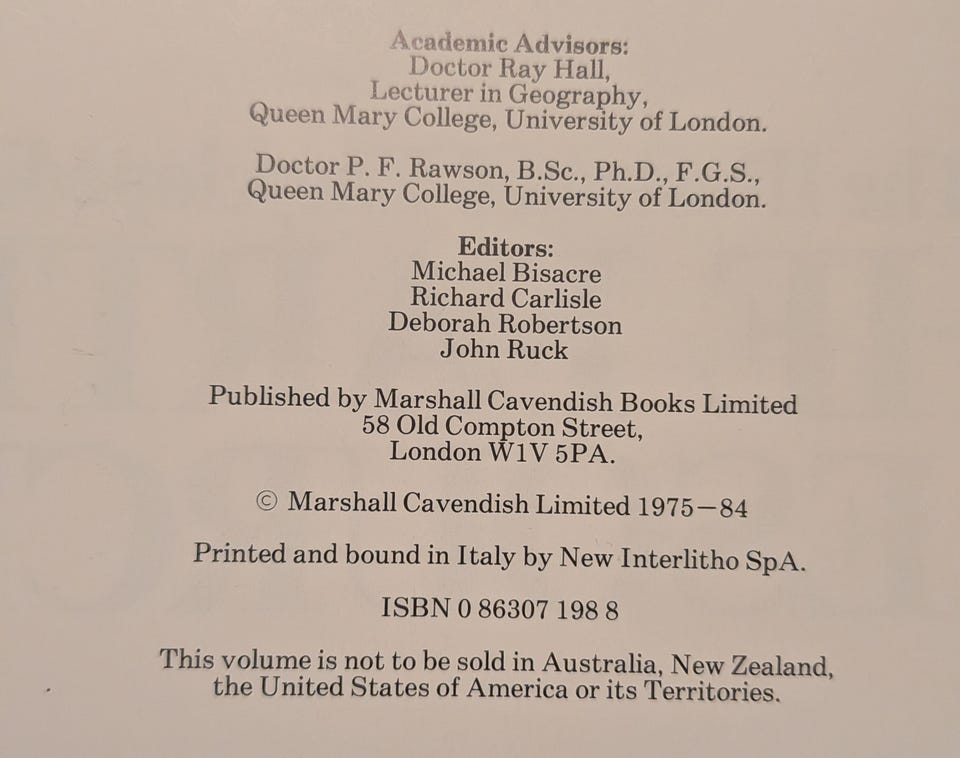 Academic Advisors:
Doctor Ray Hall,
Lecturer in Geography,
Queen Mary College, University of London.
Doctor P. F. Rawson, B.Sc., Ph.D., F.G.S.,
Queen Mary College, University of London.
Editors:
Michael Bisacre
Richard Carlisle
Deborah Robertson
John Ruck
Published by Marshall Cavendish Books Limited
58 Old Compton Street,
London W1V 5PA.
© Marshall Cavendish Limited 1975–84
Printed and bound in Italy by New Interlitho SpA.
ISBN 0 86307 198 8
This volume is not to be sold in Australia, New Zealand,
the United States of America or its Territories.